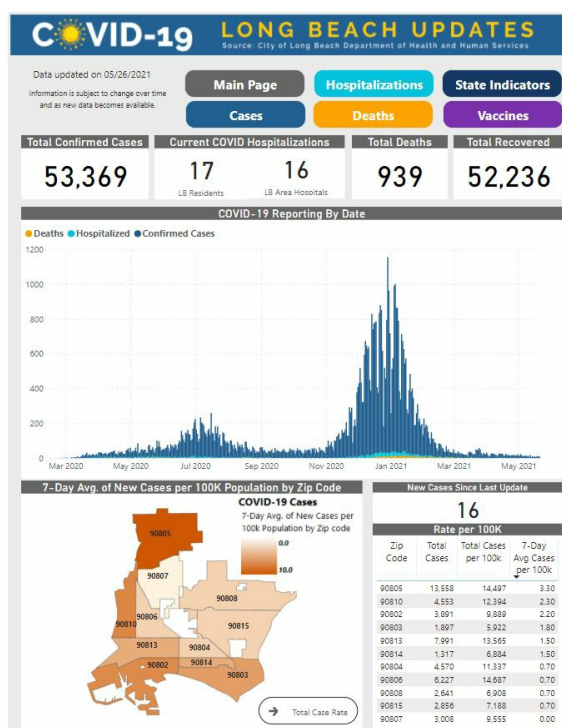 COVID-19
LONG BEACH UPDATES
Source: City of Long Beach Department of Health and Human Services
Data updated on 05/26/2021
Information is subject to change over time
and as new data becomes available.
Main Page
Hospitalizations
State Indicators
Cases
Deaths
Vaccines
Total Confirmed Cases
53,369
Current COVID Hospitalizations
17
LB Residents
16
LB Area Hospitals
Total Deaths
939
Total Recovered
52,236
COVID-19 Reporting By Date
Deaths Hospitalized Confirmed Cases
1200
1000
800
600
400
200
0
Mar 2020 May 2020 Jul 2020 Sep 2020 Nov 2020 Jan 2021 Mar 2021 May 2021
7-Day Avg. of New Cases per 100K Population by Zip Code
COVID-19 Cases
7-Day Avg. of New Cases per
100k Population by Zip code
0.0
10.0
90805
90807
90808
90810
90806
90815
90813
90804
90802
90814
90803
Total Case Rate
New Cases Since Last Update
16
Rate per 100K
Zip Code Total Cases Total Cases per 100k 7-Day Avg Cases per 100k
90805 13,558 14,497 3.30
90810 4,553 12,394 2.30
90802 3,891 9,889 2.20
90803 1,897 5,922 1.80
90813 7,991 13,565 1.50
90814 1,317 6,884 1.50
90804 4,570 11,337 0.70
90806 6,227 14,687 0.70
90808 2,641 6,908 0.70
90815 2,856 7,188 0.70
90807 3,008 9,555 0.00